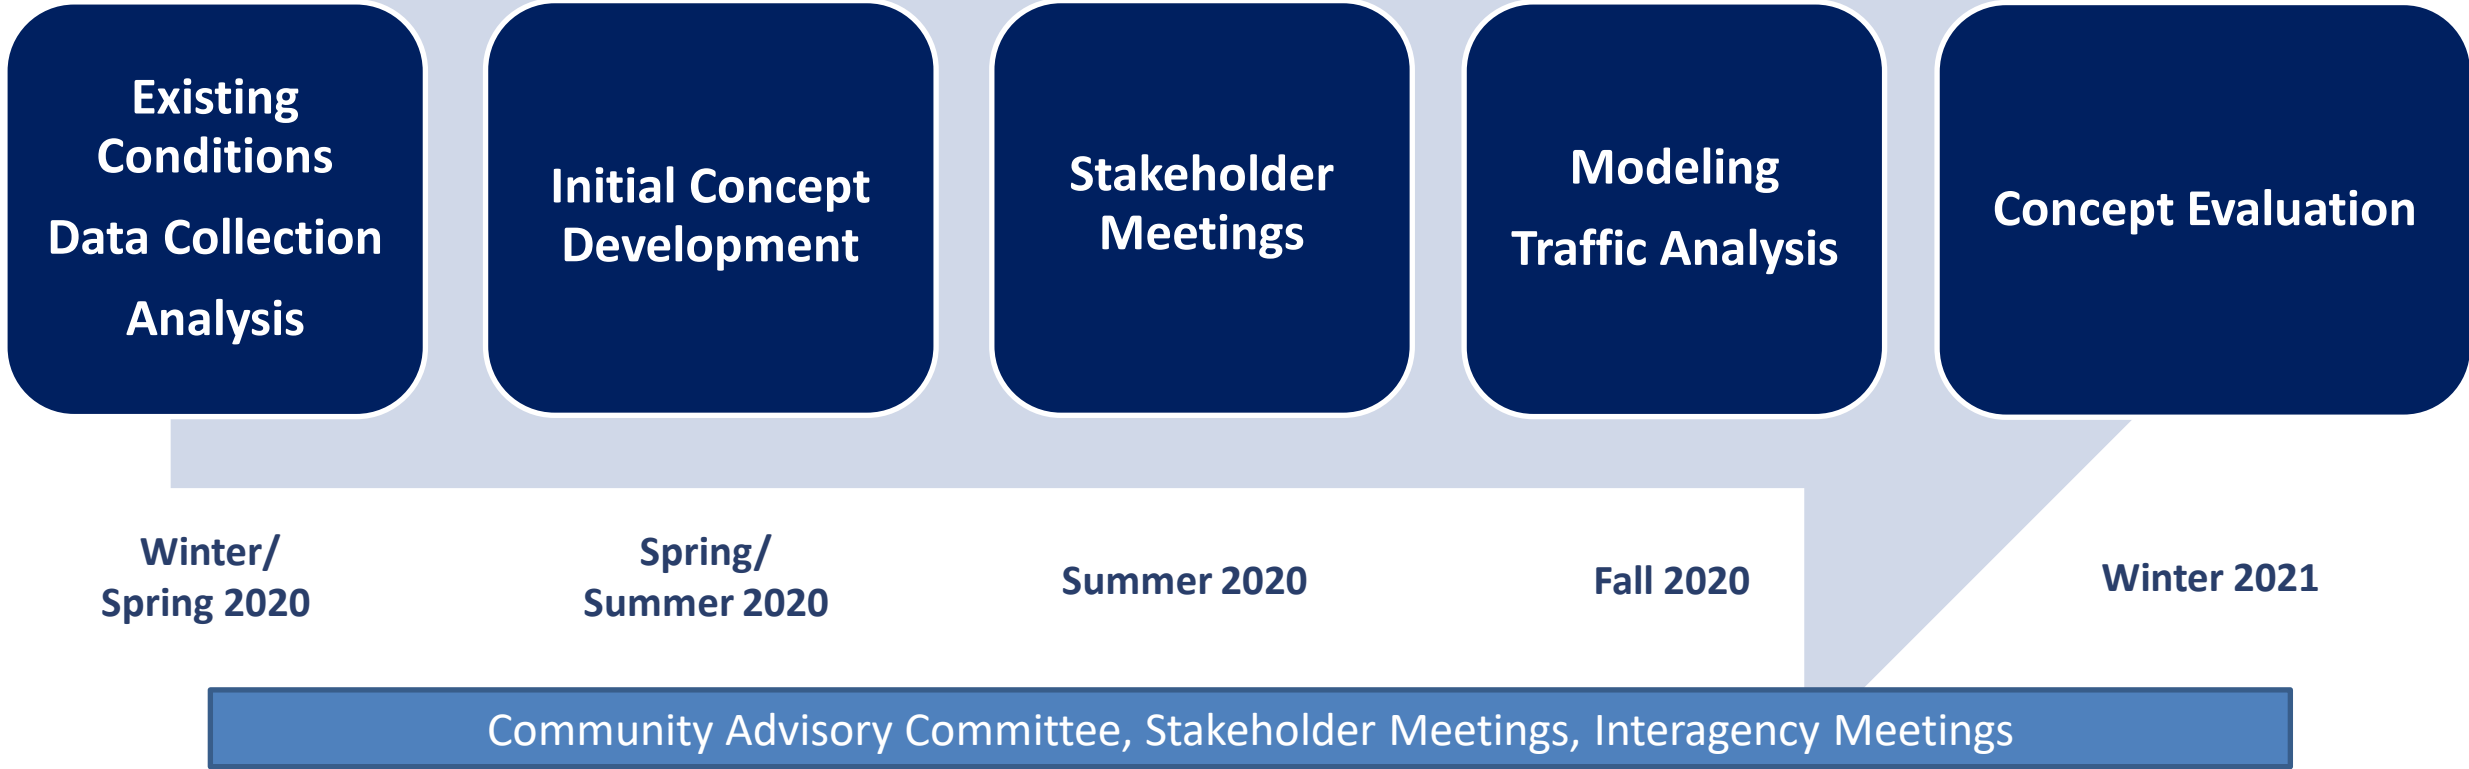 Existing
Conditions
Data Collection
Analysis
Initial Concept
Development
Stakeholder
Meetings
Modeling
Traffic Analysis
Concept Evaluation
Winter/
Spring 2020
Spring/
Summer 2020
Summer 2020
Fall 2020
Winter 2021
Community Advisory Committee, Stakeholder Meetings, Interagency Meetings